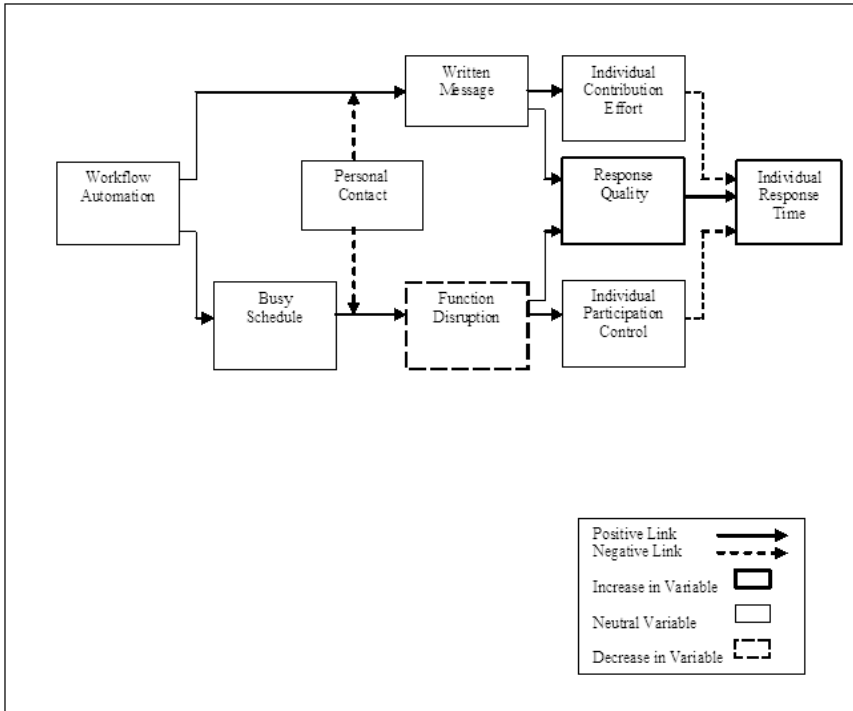 Written
Message
Individual
Contribution
Effort
Workflow
Automation
Personal
Contact
Response
Quality
Individual
Response
Time
Busy
Schedule
Function
Disruption
Individual
Participation
Control
Positive Link
Negative Link
Increase in Variable
Neutral Variable
Decrease in Variable